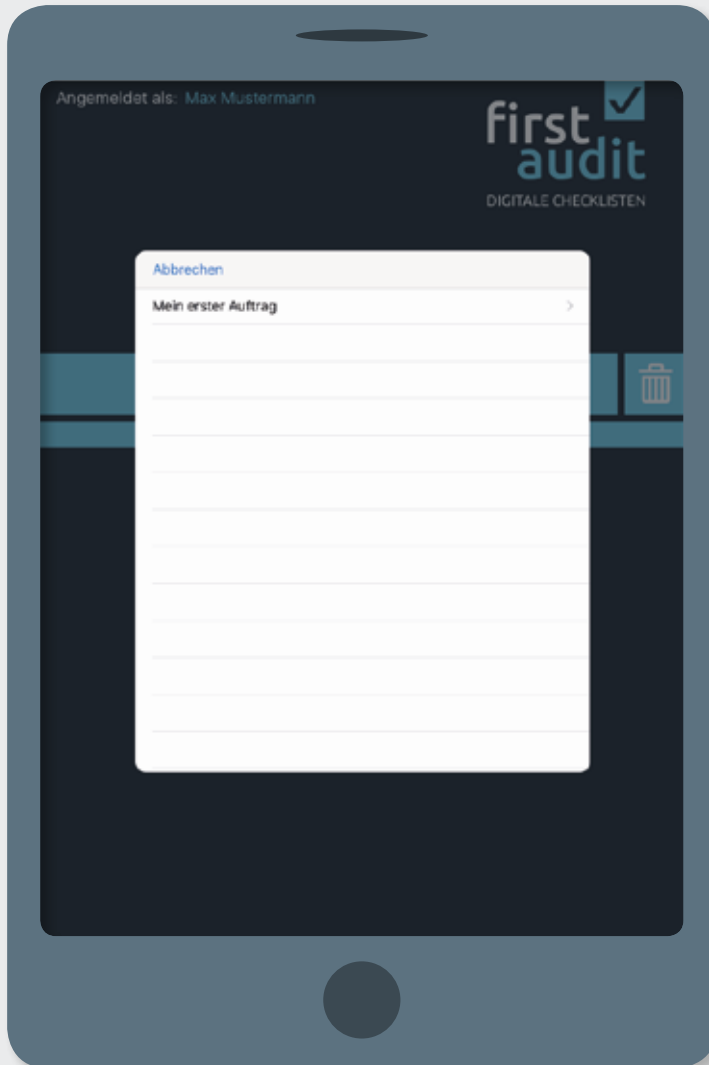 Angemeldet als: Max Mustermann
first
audit
DIGITALE CHECKLISTEN
Abbrechen
Mein erster Auftrag